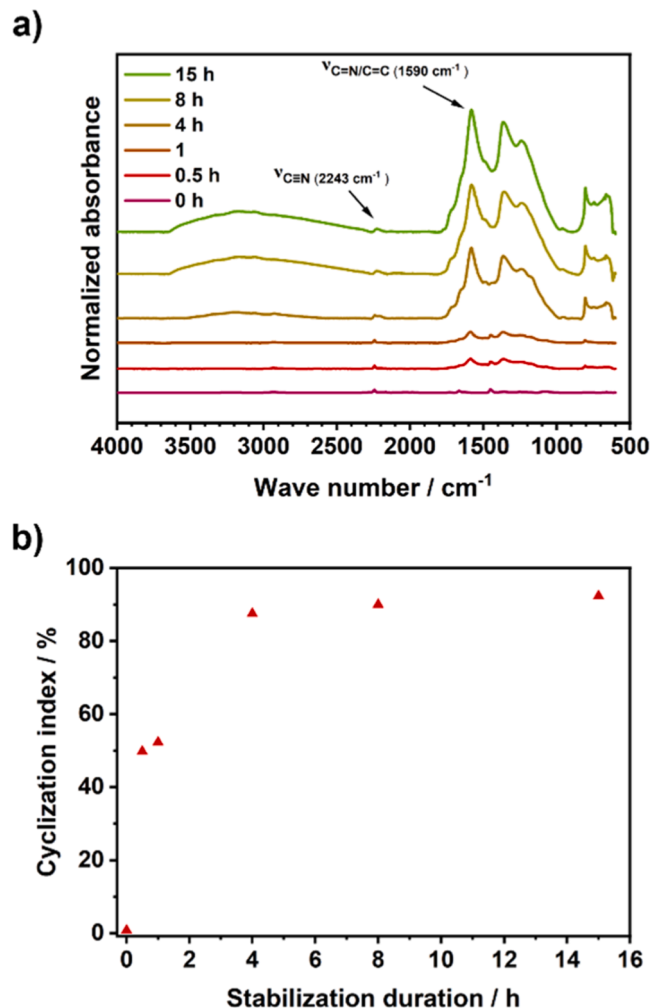 a)
15 h
8 h
4 h
1
0.5 h
0 h
νC=N/C=C (1590 cm-1)
νC≡N (2243 cm-1)
Normalized absorbance
4000 3500 3000 2500 2000 1500 1000 500
Wave number / cm-1
b)
100
80
60
40
20
0
Cyclization index / %
0 2 4 6 8 10 12 14 16
Stabilization duration / h